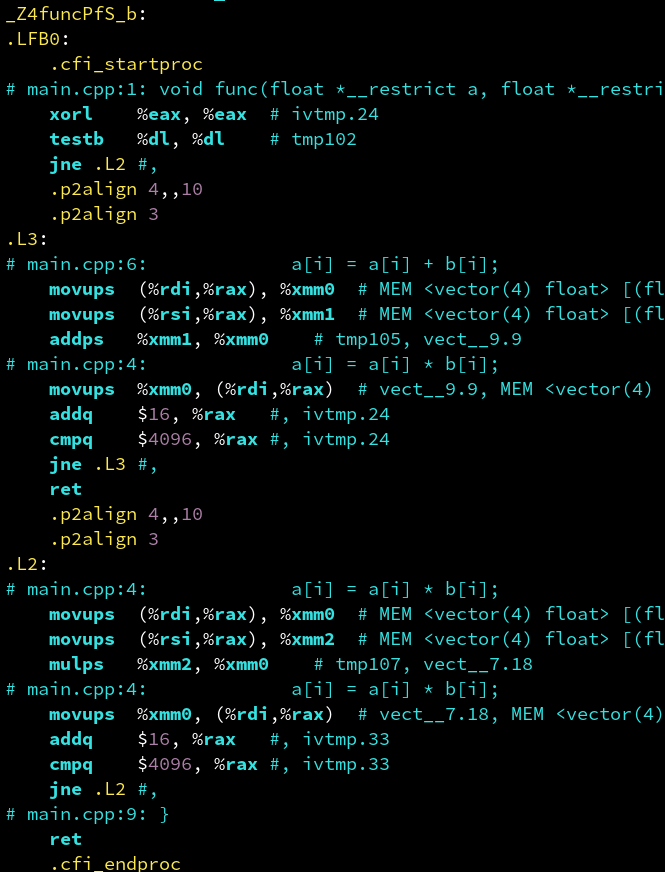 _Z4funcPfS_b:
.LFB0:
    .cfi_startproc
# main.cpp:1: void func(float *__restrict a, float *__restri
    xorl    %eax, %eax  # ivtmp.24
    testb   %dl, %dl    # tmp102
    jne .L2 #,
    .p2align 4,,10
    .p2align 3
.L3:
# main.cpp:6:              a[i] = a[i] + b[i];
    movups  (%rdi,%rax), %xmm0  # MEM <vector(4) float> [(fl
    movups  (%rsi,%rax), %xmm1  # MEM <vector(4) float> [(fl
    addps   %xmm1, %xmm0    # tmp105, vect__9.9
# main.cpp:4:              a[i] = a[i] * b[i];
    movups  %xmm0, (%rdi,%rax)  # vect__9.9, MEM <vector(4)
    addq    $16, %rax   #, ivtmp.24
    cmpq    $4096, %rax #, ivtmp.24
    jne .L3 #,
    ret
    .p2align 4,,10
    .p2align 3
.L2:
# main.cpp:4:              a[i] = a[i] * b[i];
    movups  (%rdi,%rax), %xmm0  # MEM <vector(4) float> [(fl
    movups  (%rsi,%rax), %xmm2  # MEM <vector(4) float> [(fl
    mulps   %xmm2, %xmm0    # tmp107, vect__7.18
# main.cpp:4:              a[i] = a[i] * b[i];
    movups  %xmm0, (%rdi,%rax)  # vect__7.18, MEM <vector(4)
    addq    $16, %rax   #, ivtmp.33
    cmpq    $4096, %rax #, ivtmp.33
    jne .L2 #,
# main.cpp:9: }
    ret
    .cfi_endproc